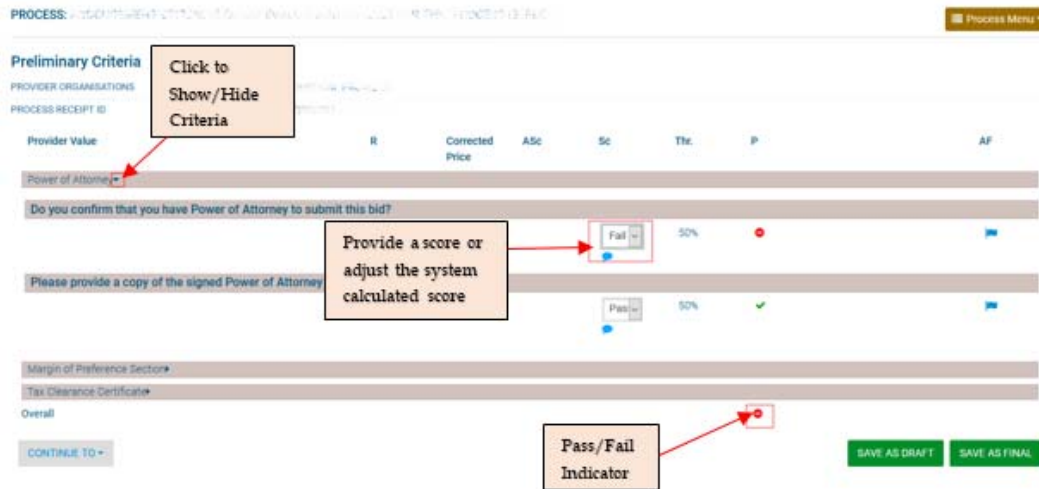 PROCESS:
Process Menu
Preliminary Criteria
Click to
Show/Hide
Criteria
PROVIDER ORGANISATIONS
PROCESS RECEIPT ID
Provider Value R Corrected Price ASc Sc Thr. P AF
Power of Attorney
Do you confirm that you have Power of Attorney to submit this bid?
Fail 50%
Provide a score or
adjust the system
calculated score
Please provide a copy of the signed Power of Attorney
Pas 50%
Margin of Preference Section
Tax Clearance Certificate
Overall
Pass/Fail
Indicator
CONTINUE TO
SAVE AS DRAFT SAVE AS FINAL